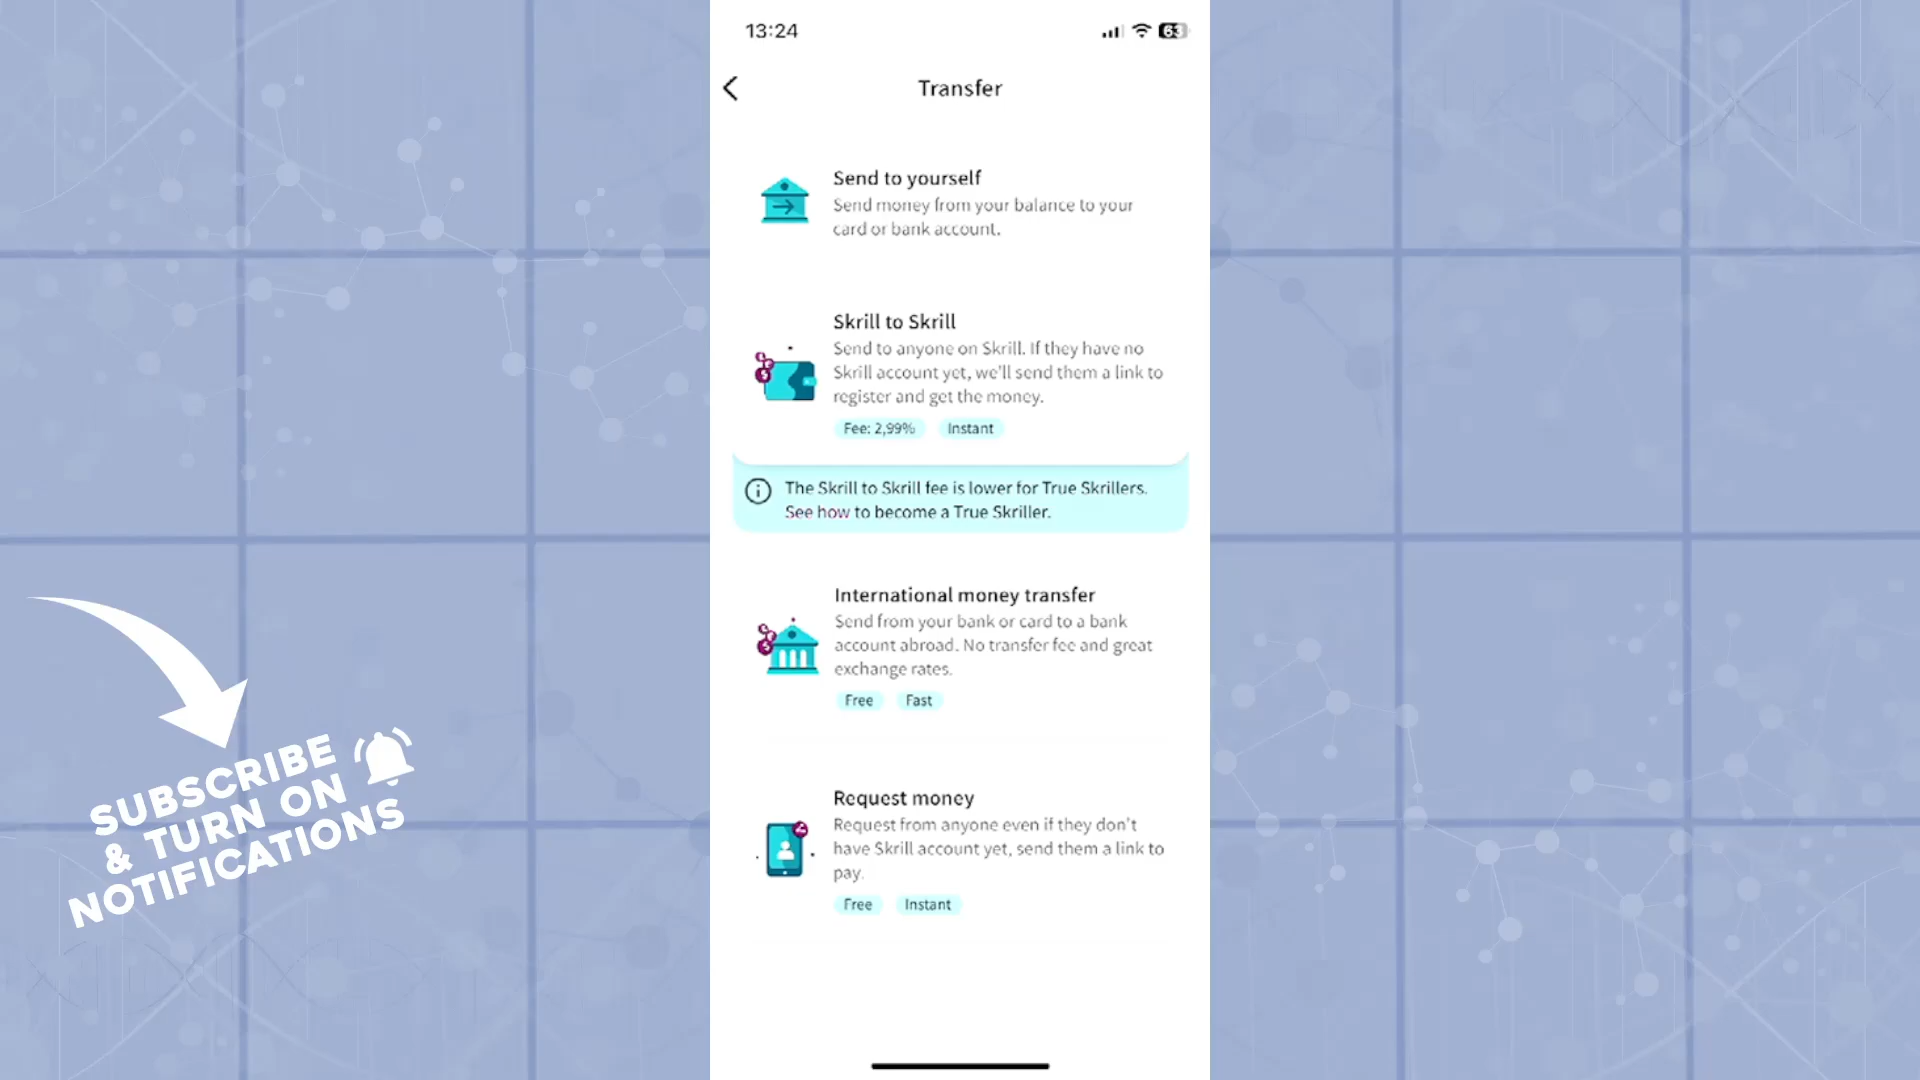 13:24
63
Transfer
Send to yourself
Send money from your balance to your
card or bank account.
Skrill to Skrill
Send to anyone on Skrill. If they have no
Skrill account yet, we'll send them a link to
register and get the money.
Fee: 2,99%
Instant
The Skrill to Skrill fee is lower for True Skrillers.
See how to become a True Skriller.
International money transfer
Send from your bank or card to a bank
account abroad. No transfer fee and great
exchange rates.
Free
Fast
Request money
Request from anyone even if they don't
have Skrill account yet, send them a link to
pay.
Free
Instant
SUBSCRIBE
& TURN ON
NOTIFICATIONS